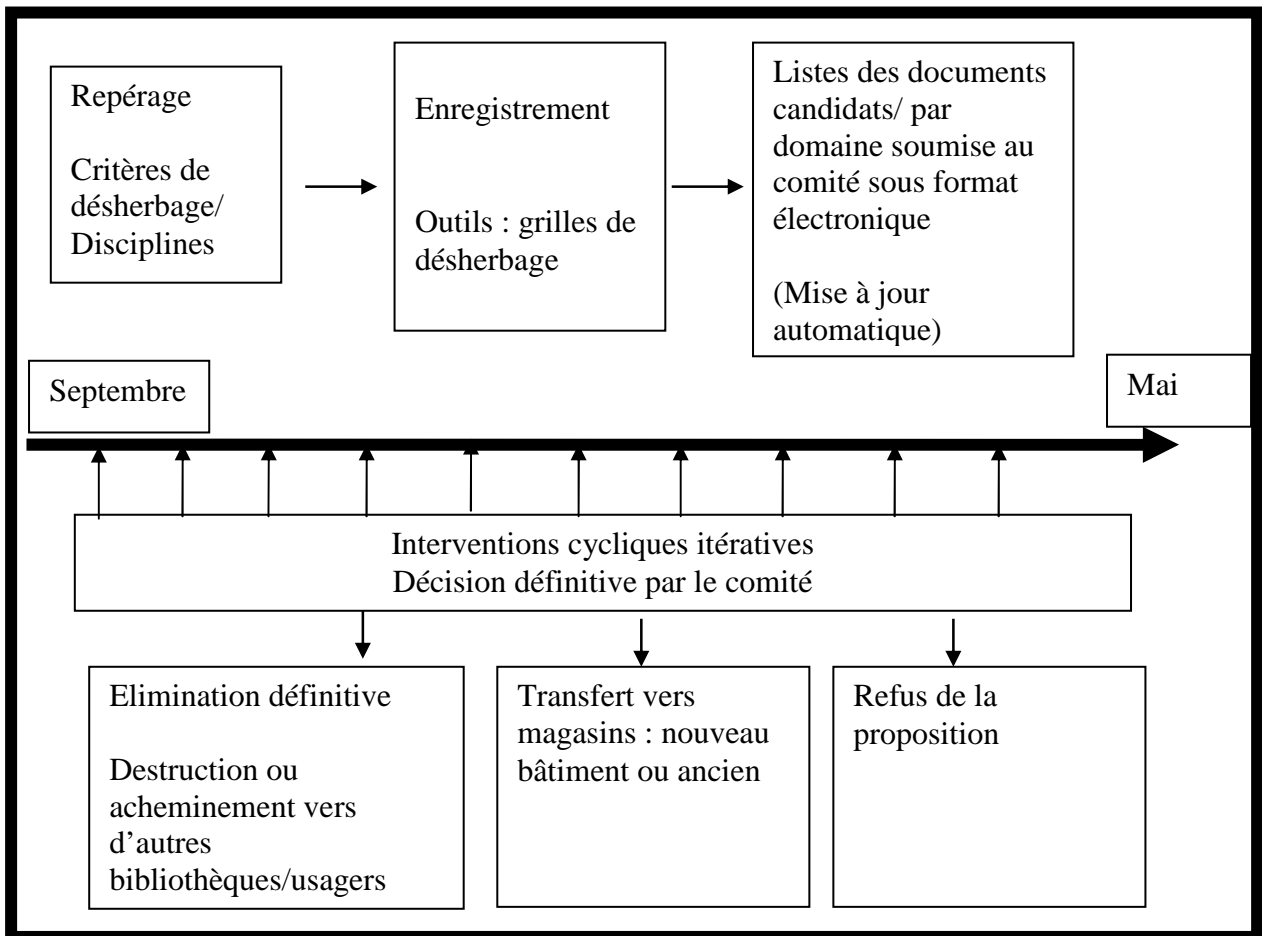 Repérage
Critères de
désherbage/
Disciplines
Enregistrement
Outils : grilles de
désherbage
Listes des documents
candidats/ par
domaine soumise au
comité sous format
électronique
(Mise à jour
automatique)
Septembre
Mai
Interventions cycliques itératives
Décision définitive par le comité
Elimination définitive
Destruction ou
acheminement vers
d’autres
bibliothèques/usagers
Transfert vers
magasins : nouveau
bâtiment ou ancien
Refus de la
proposition